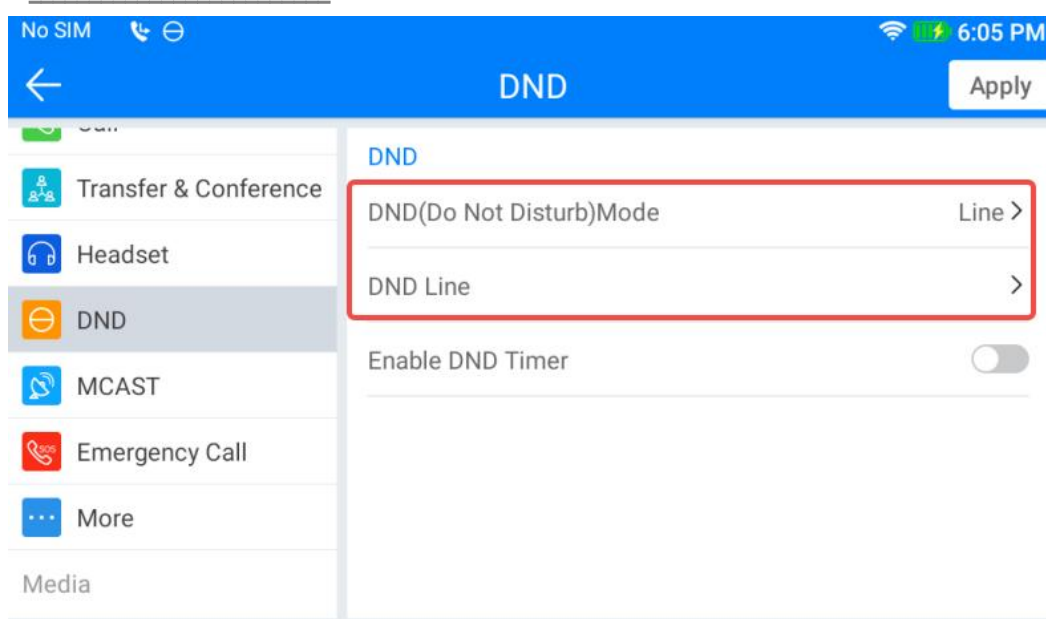 No SIM 6:05 PM
DND Apply
DND
Transfer & Conference
DND(Do Not Disturb)Mode Line
Headset
DND Line
DND
Enable DND Timer
MCAST
SOS
Emergency Call
More
Media